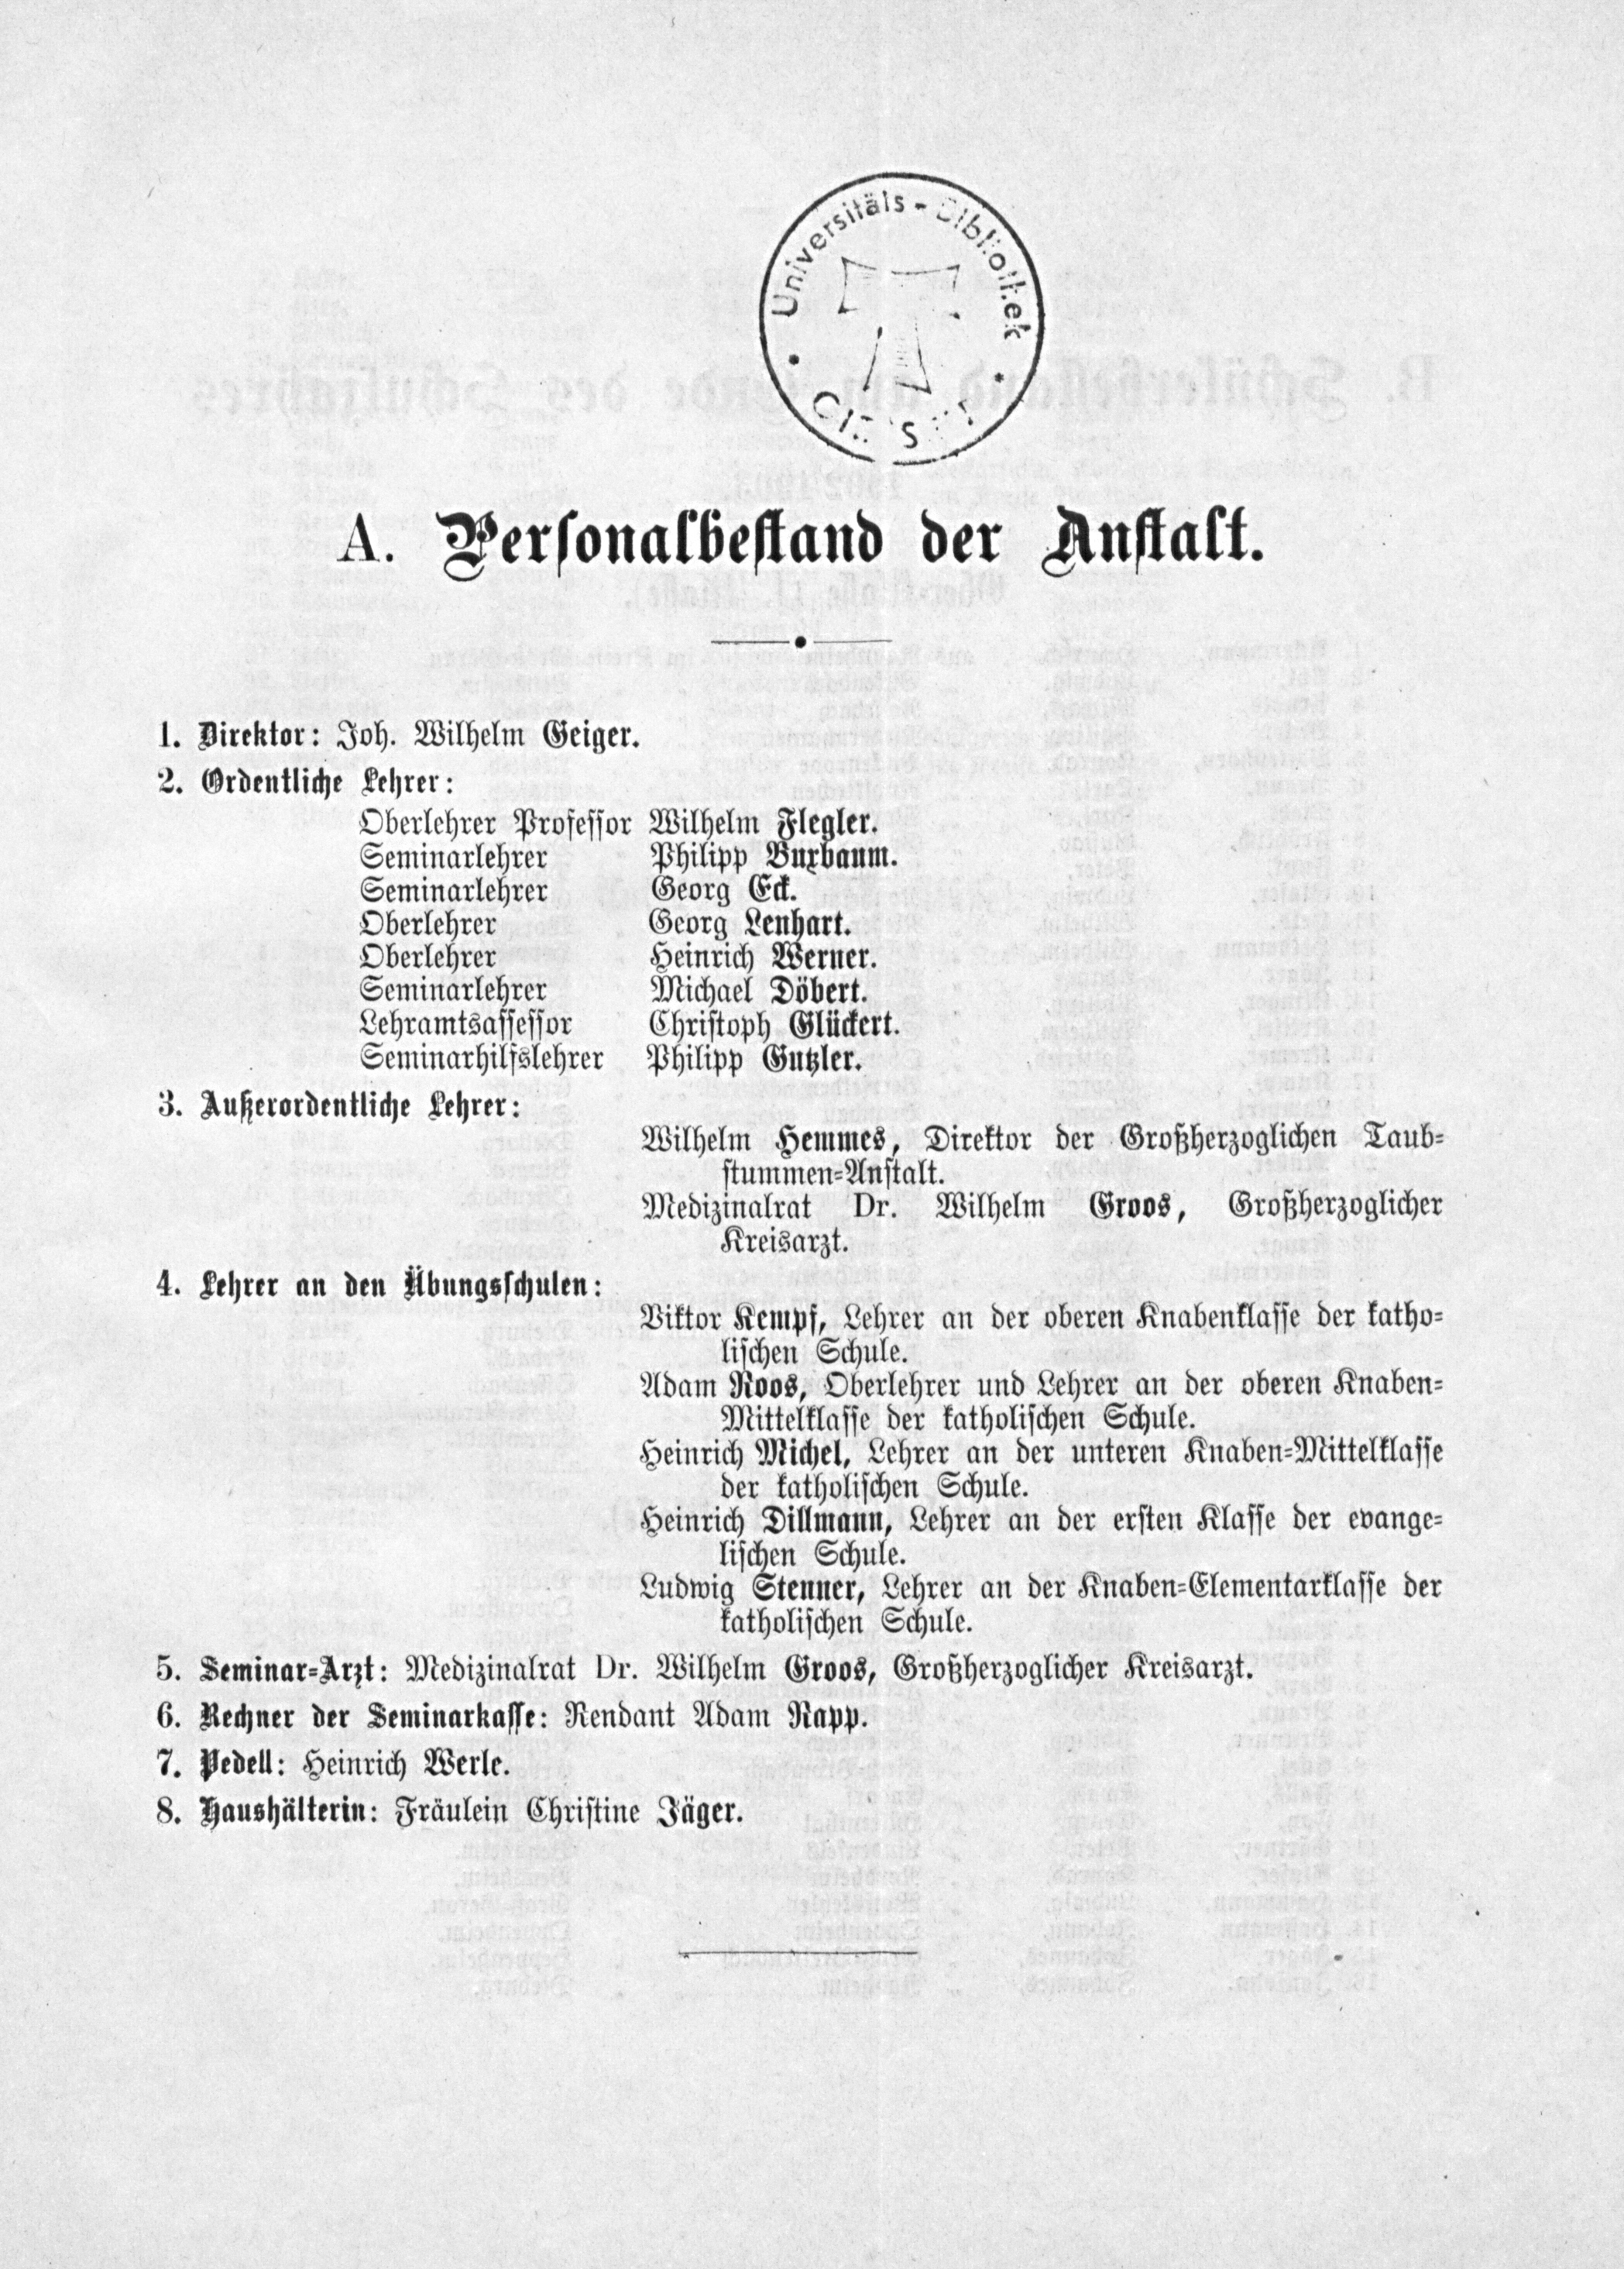 Universitäts-Bibliothek
A. Personalbestand der Anstalt.
1. Direktor: Joh. Wilhelm Geiger.
2. Ordentliche Lehrer:
Oberlehrer Professor Wilhelm Flegler.
Seminarlehrer Philipp Buxbaum.
Seminarlehrer Georg Eck.
Oberlehrer Georg Lenhart.
Oberlehrer Heinrich Werner.
Seminarlehrer Michael Döbert.
Lehramtsassessor Christoph Glückert.
Seminarhilfslehrer Philipp Gutzler.
3. Außerordentliche Lehrer:
Wilhelm Hemmes, Direktor der Großherzoglichen Taub-
stummen-Anstalt.
Medizinalrat Dr. Wilhelm Groos, Großherzoglicher
Kreisarzt.
4. Lehrer an den Übungsschulen:
Viktor Kempf, Lehrer an der oberen Knabenklasse der katho-
lischen Schule.
Adam Roos, Oberlehrer und Lehrer an der oberen Knaben-
Mittelklasse der katholischen Schule.
Heinrich Michel, Lehrer an der unteren Knaben-Mittelklasse
der katholischen Schule.
Heinrich Dillmann, Lehrer an der ersten Klasse der evange-
lischen Schule.
Ludwig Stenner, Lehrer an der Knaben-Elementarklasse der
katholischen Schule.
5. Seminar-Arzt: Medizinalrat Dr. Wilhelm Groos, Großherzoglicher Kreisarzt.
6. Rechner der Seminarkasse: Rendant Adam Rapp.
7. Pedell: Heinrich Werle.
8. Haushälterin: Fräulein Christine Jäger.